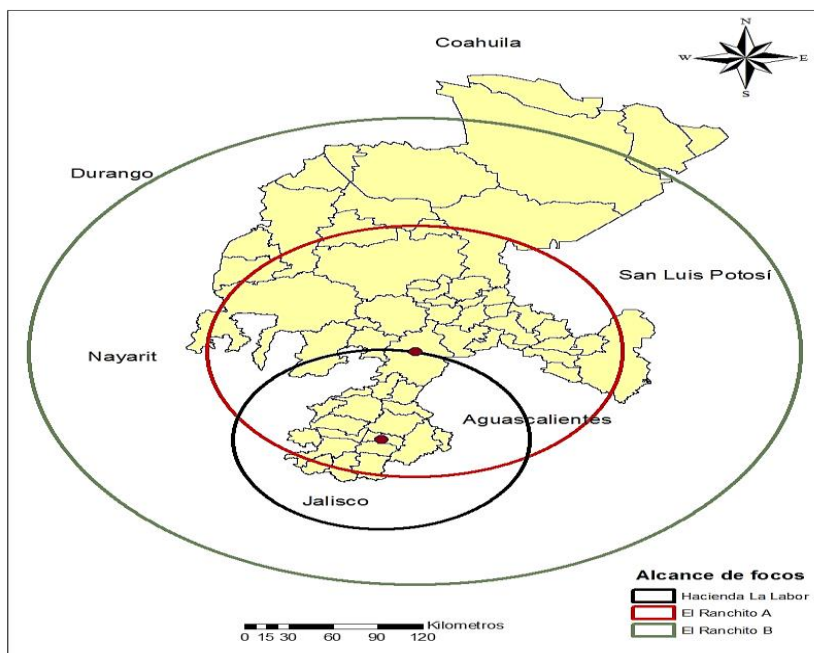 Coahuila
N
W
E
S
Durango
San Luis Potosí
Nayarit
Aguascalientes
Jalisco
Alcance de focos
Hacienda La Labor
El Ranchito A
El Ranchito B
Kilometros
0 15 30 60 90 120